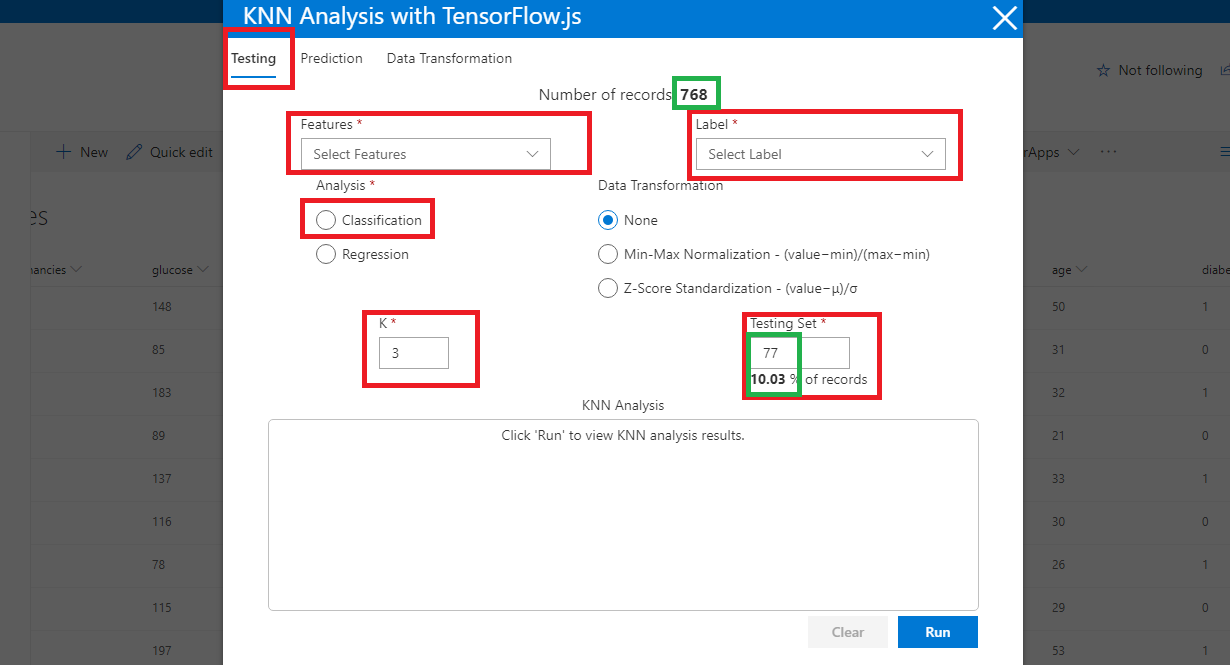 KNN Analysis with TensorFlow.js
Testing Prediction Data Transformation
Not following
Number of records 768
Features * Label *
New Quick edit Select Features Select Label
Analysis * Data Transformation
Classification None
Regression Min-Max Normalization - (value−min)/(max−min)
glucose age
Z-Score Standardization - (value−μ)/σ
148 50 1
K * Testing Set *
85 3 77 31 0
10.03 % of records
183 32 1
KNN Analysis
89 Click 'Run' to view KNN analysis results. 21 0
137 33 1
116 30 0
78 26 1
115 29 0
Clear Run
197 53 1